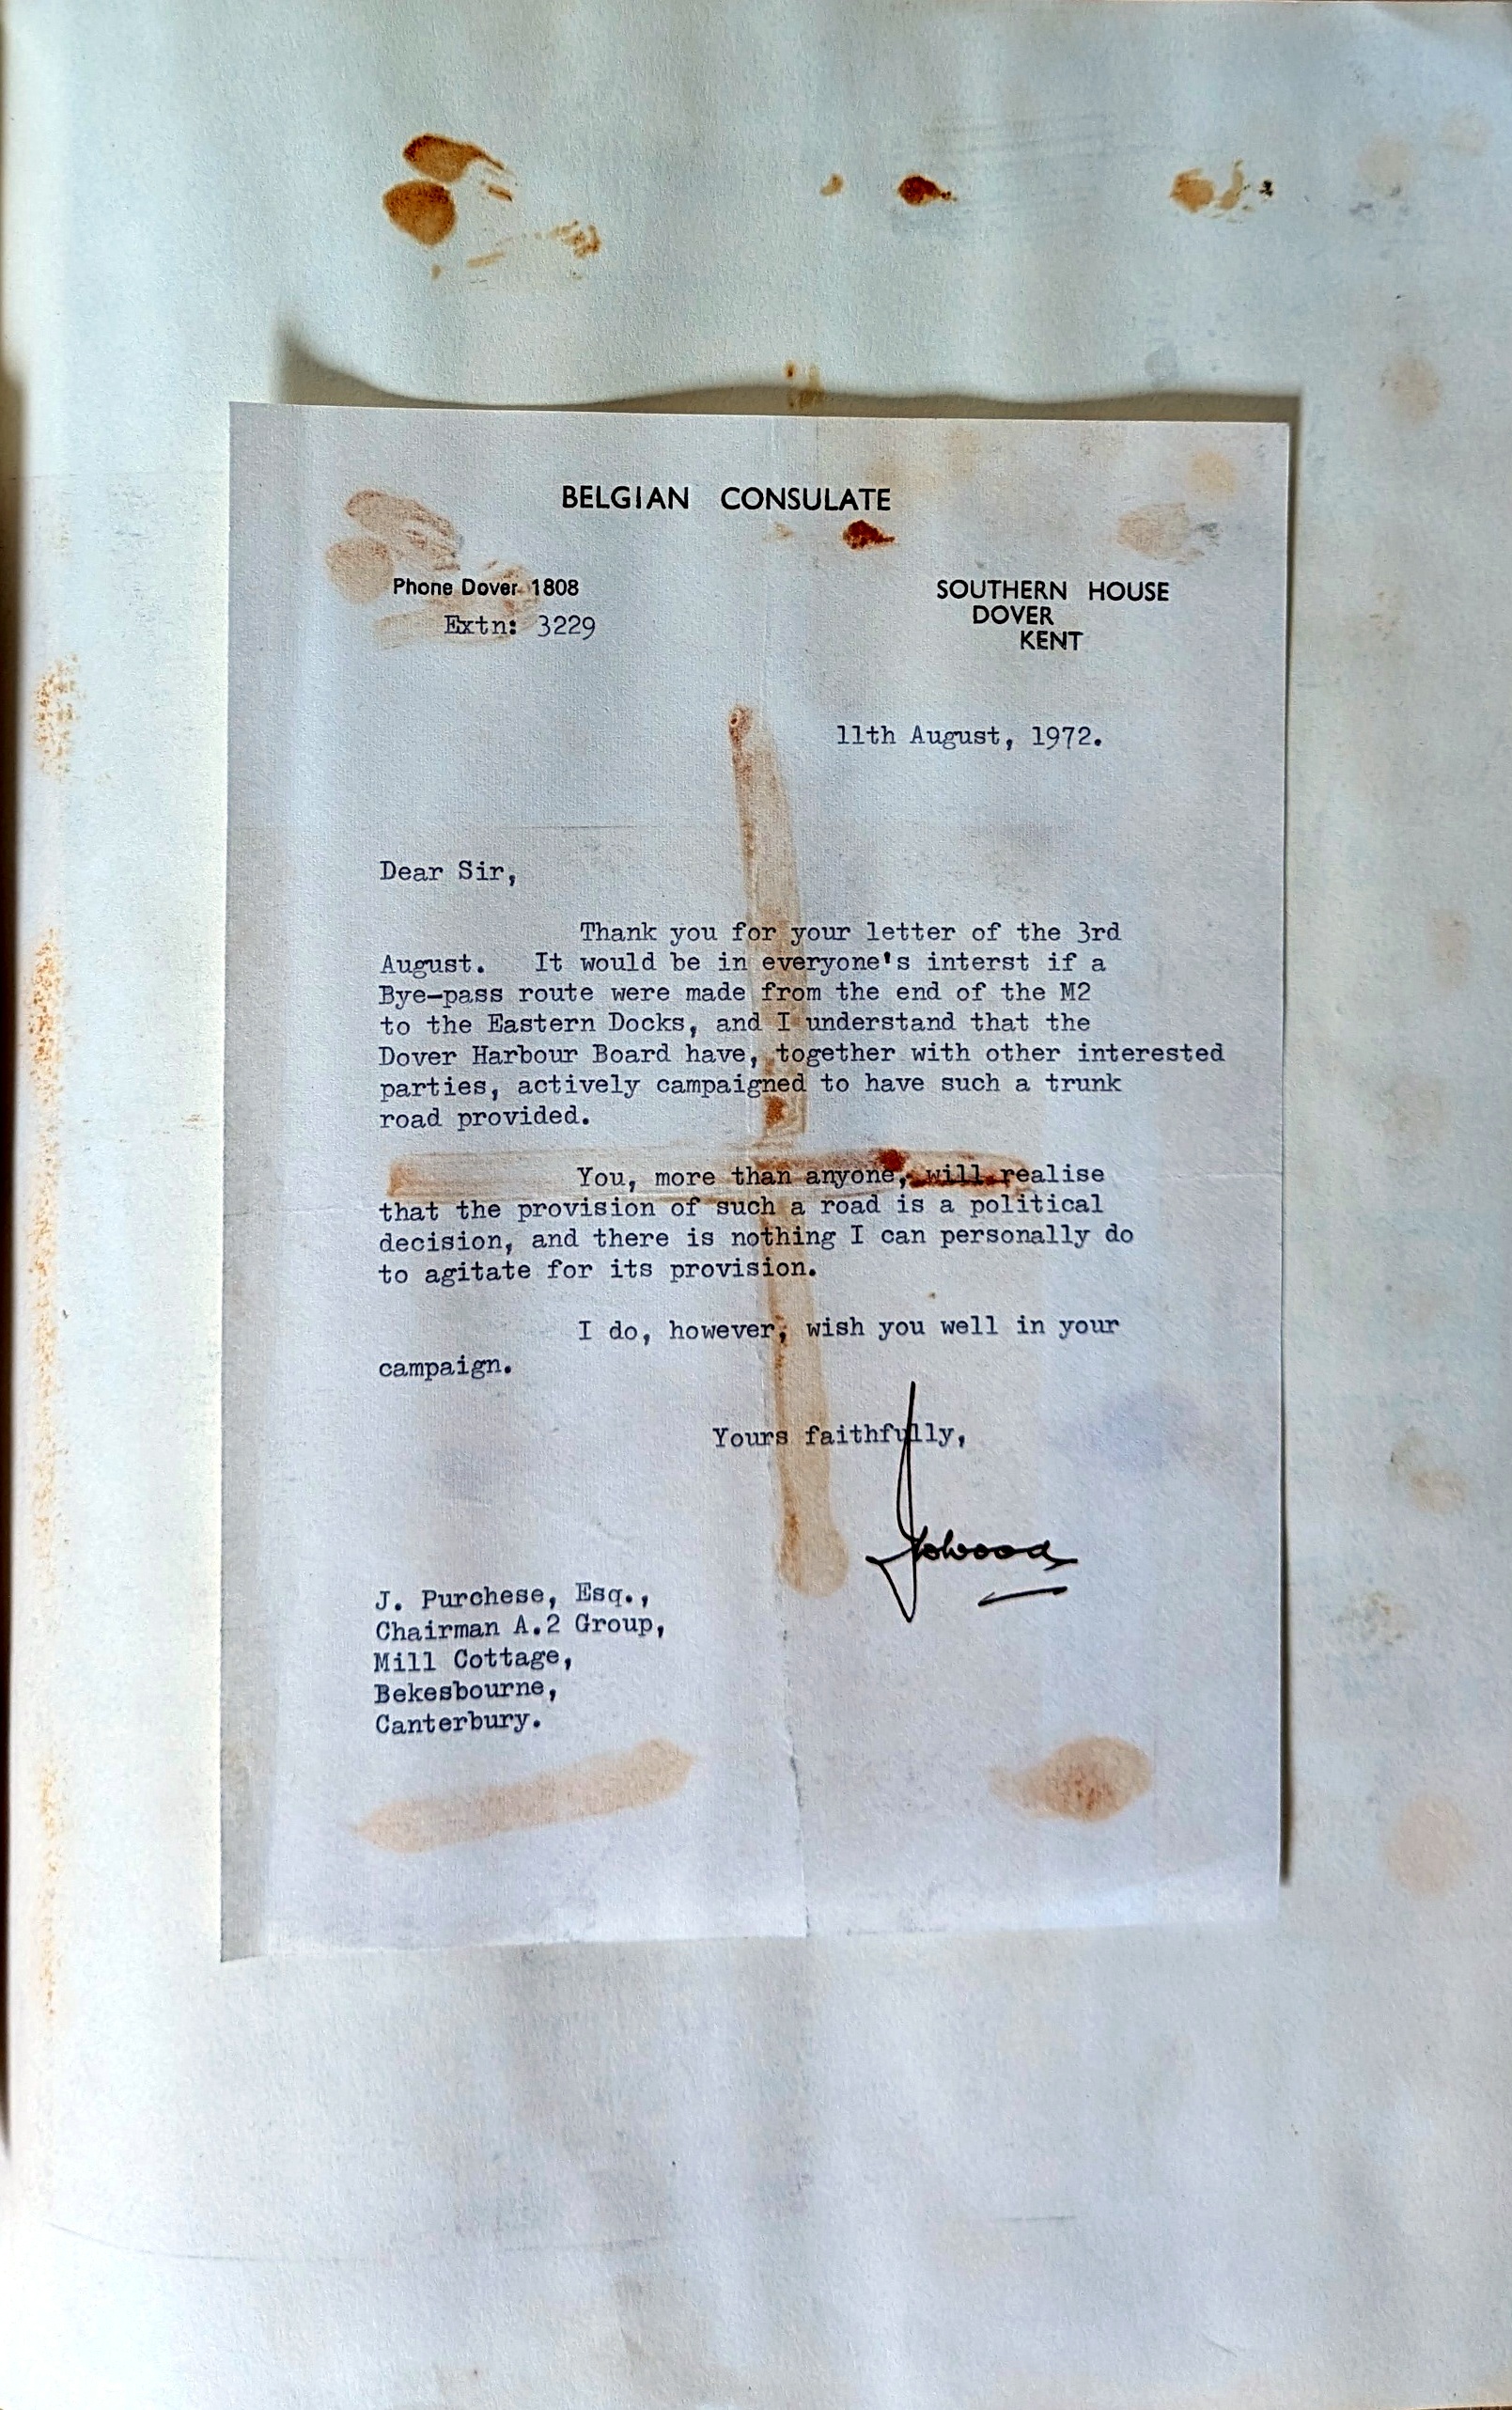 BELGIAN CONSULATE
Phone Dover 1808
Extn: 3229
SOUTHERN HOUSE
DOVER
KENT
11th August, 1972.
Dear Sir,
Thank you for your letter of the 3rd
August. It would be in everyone's interst if a
Bye-pass route were made from the end of the M2
to the Eastern Docks, and I understand that the
Dover Harbour Board have, together with other interested
parties, actively campaigned to have such a trunk
road provided.
You, more than anyone, will realise
that the provision of such a road is a political
decision, and there is nothing I can personally do
to agitate for its provision.
I do, however, wish you well in your
campaign.
Yours faithfully,
J. Purchese, Esq.,
Chairman A.2 Group,
Mill Cottage,
Bekesbourne,
Canterbury.